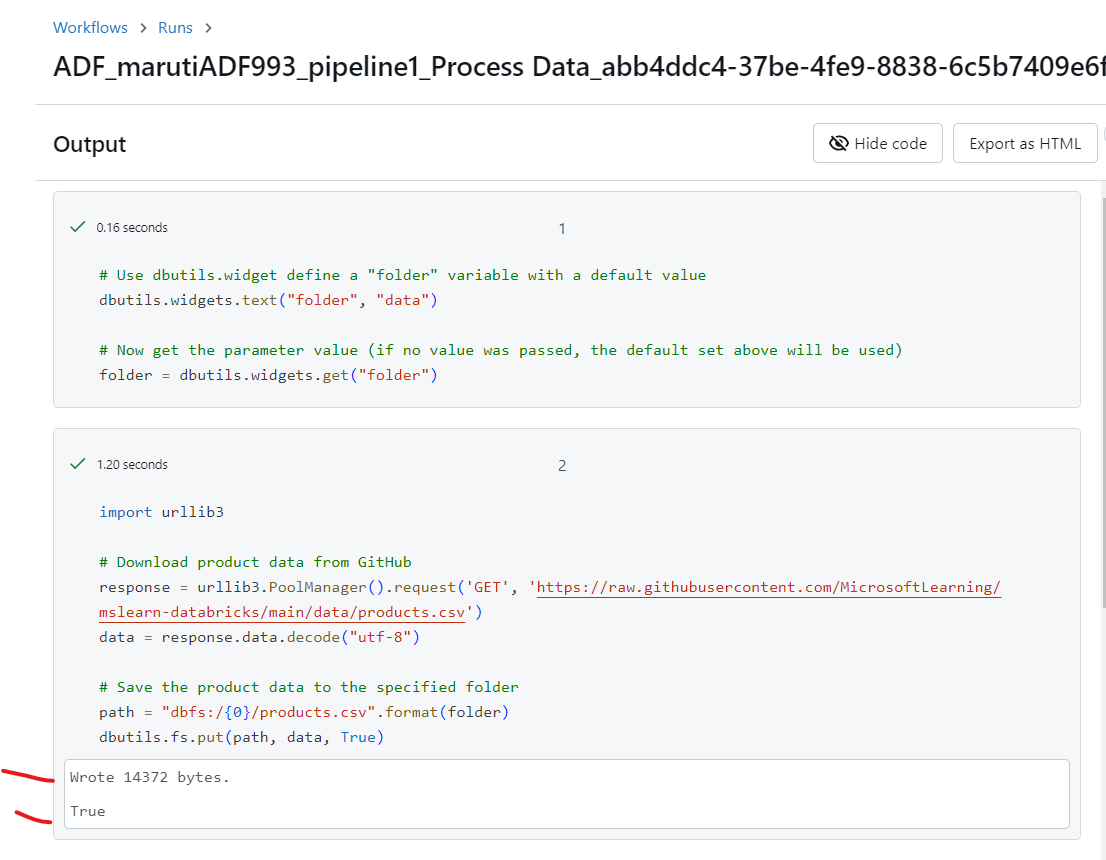 Workflows > Runs >
ADF_marutiADF993_pipeline1_Process Data_abb4ddc4-37be-4fe9-8838-6c5b7409e6f
Output
Hide code
Export as HTML
0.16 seconds
1
# Use dbutils.widget define a "folder" variable with a default value
dbutils.widgets.text("folder", "data")
# Now get the parameter value (if no value was passed, the default set above will be used)
folder = dbutils.widgets.get("folder")
1.20 seconds
2
import urllib3
# Download product data from GitHub
response = urllib3.PoolManager().request('GET', 'https://raw.githubusercontent.com/MicrosoftLearning/
mslearn-databricks/main/data/products.csv')
data = response.data.decode("utf-8")
# Save the product data to the specified folder
path = "dbfs:/{0}/products.csv".format(folder)
dbutils.fs.put(path, data, True)
Wrote 14372 bytes.
True